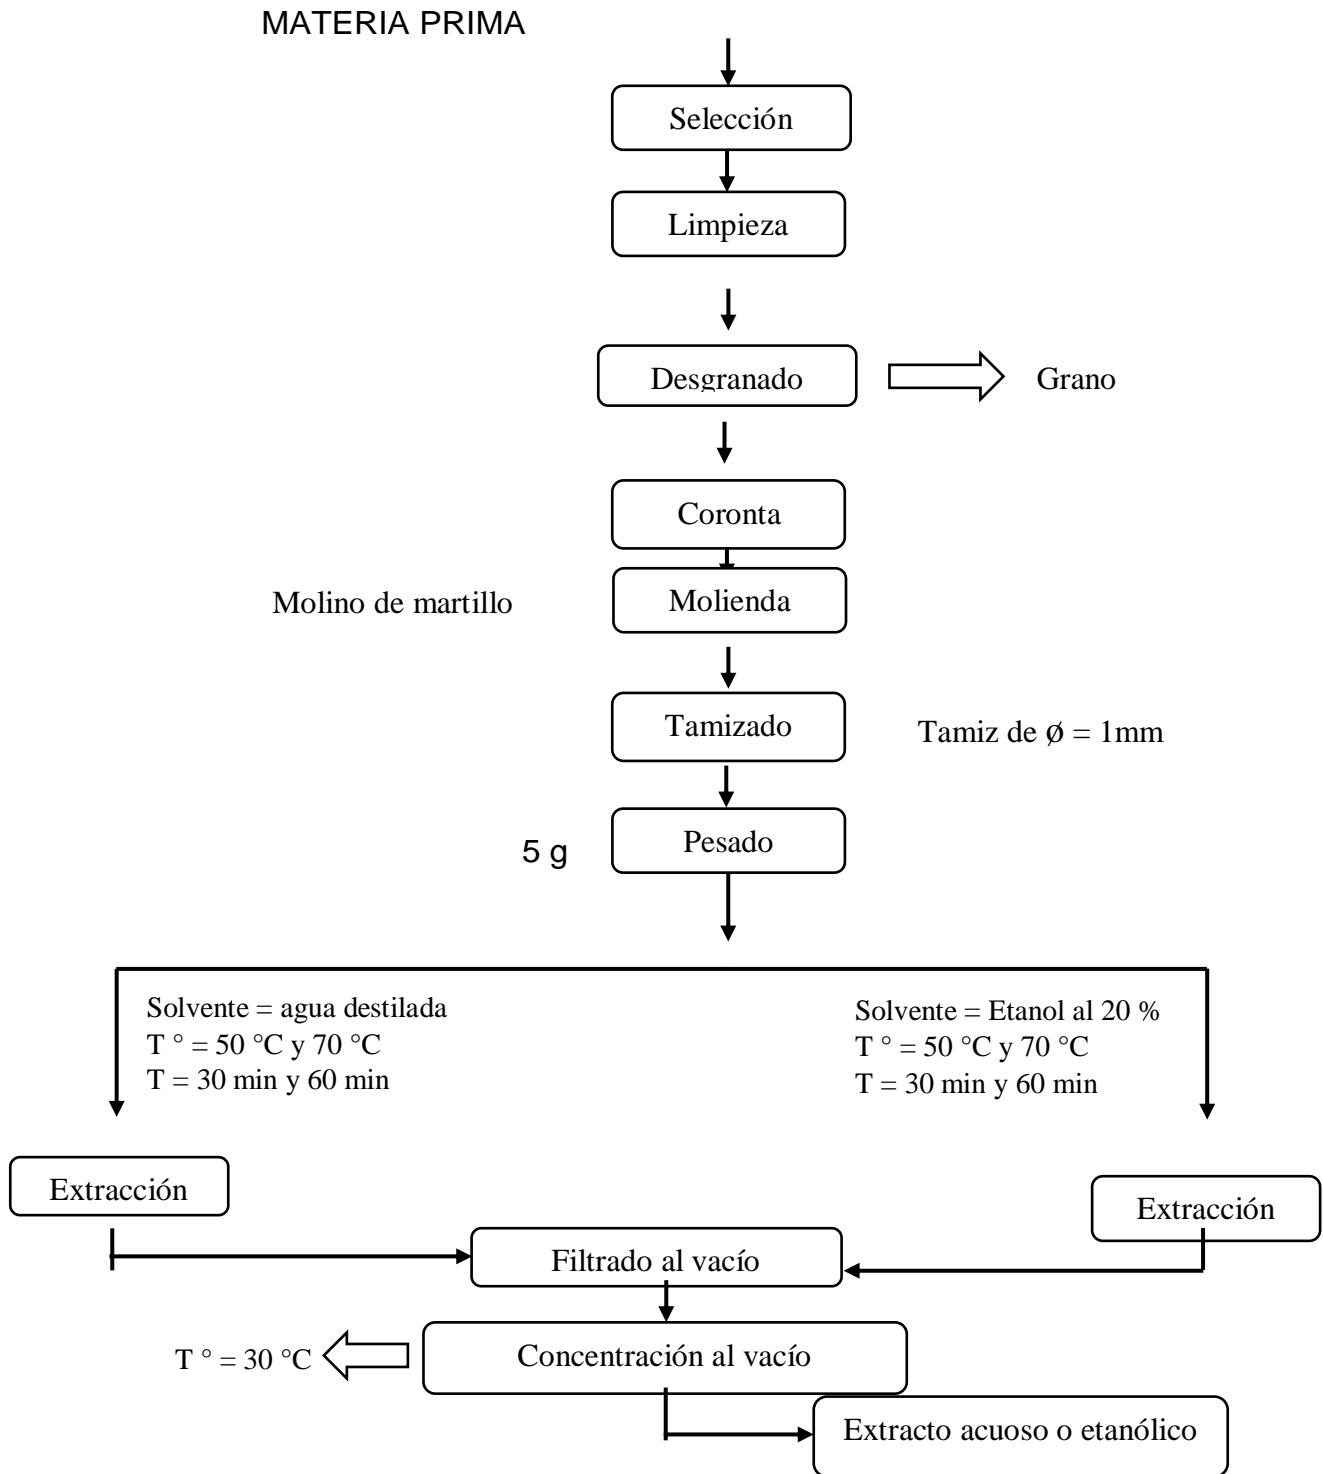 MATERIA PRIMA
Selección
Limpieza
Desgranado
Grano
Coronta
Molino de martillo
Molienda
Tamizado
Tamiz de ø = 1mm
5 g
Pesado
Solvente = agua destilada
T ° = 50 °C y 70 °C
T = 30 min y 60 min
Solvente = Etanol al 20 %
T ° = 50 °C y 70 °C
T = 30 min y 60 min
Extracción
Extracción
Filtrado al vacío
T ° = 30 °C
Concentración al vacío
Extracto acuoso o etanólico